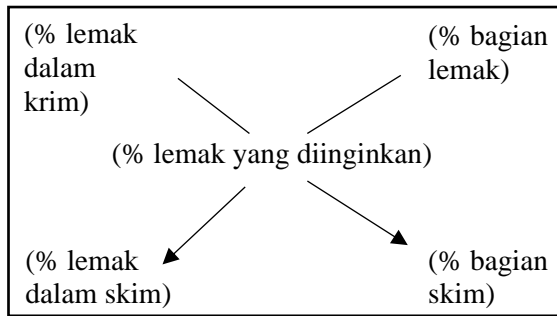 (% lemak
dalam
krim)
(% bagian
lemak)
(% lemak yang diinginkan)
(% lemak
dalam skim)
(% bagian
skim)